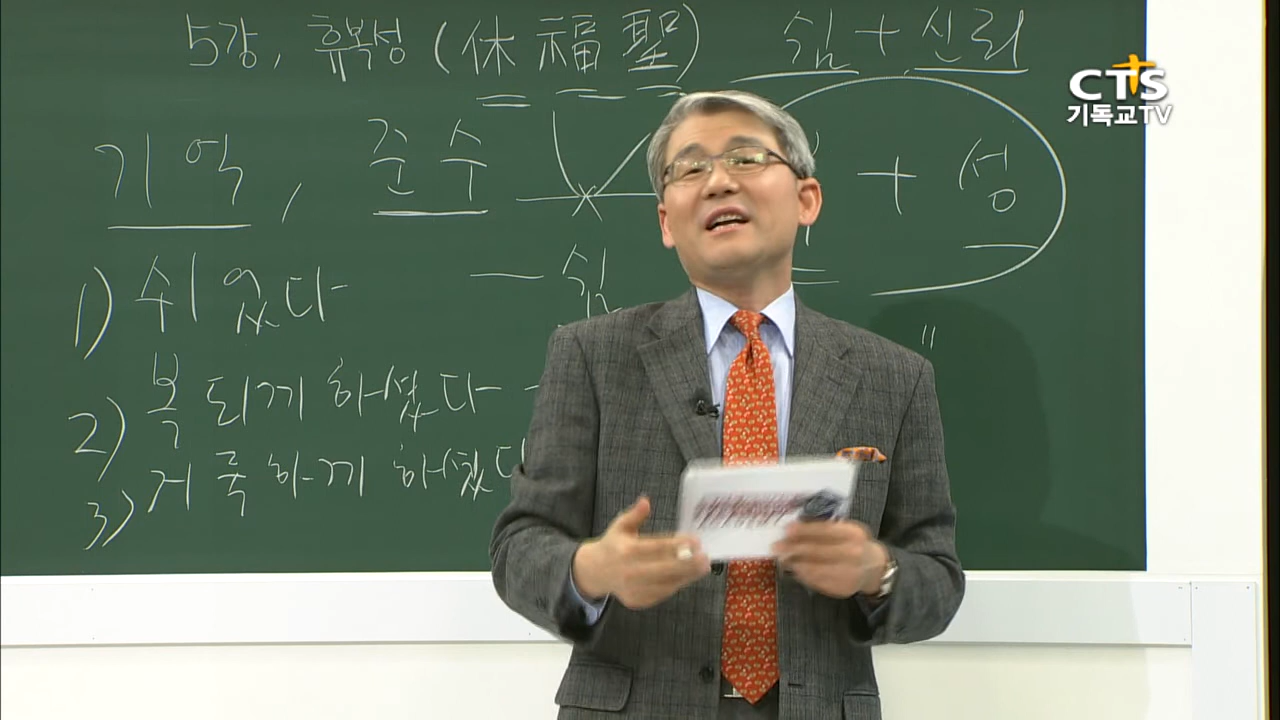 5강, 휴복성 (休福聖) 쉼 + 신뢰
CTS
기독교TV
기억, 준수 + 성
1) 쉬었다 - 쉼 "
2) 복되게 하셨다 -
3) 거룩하게 하셨다